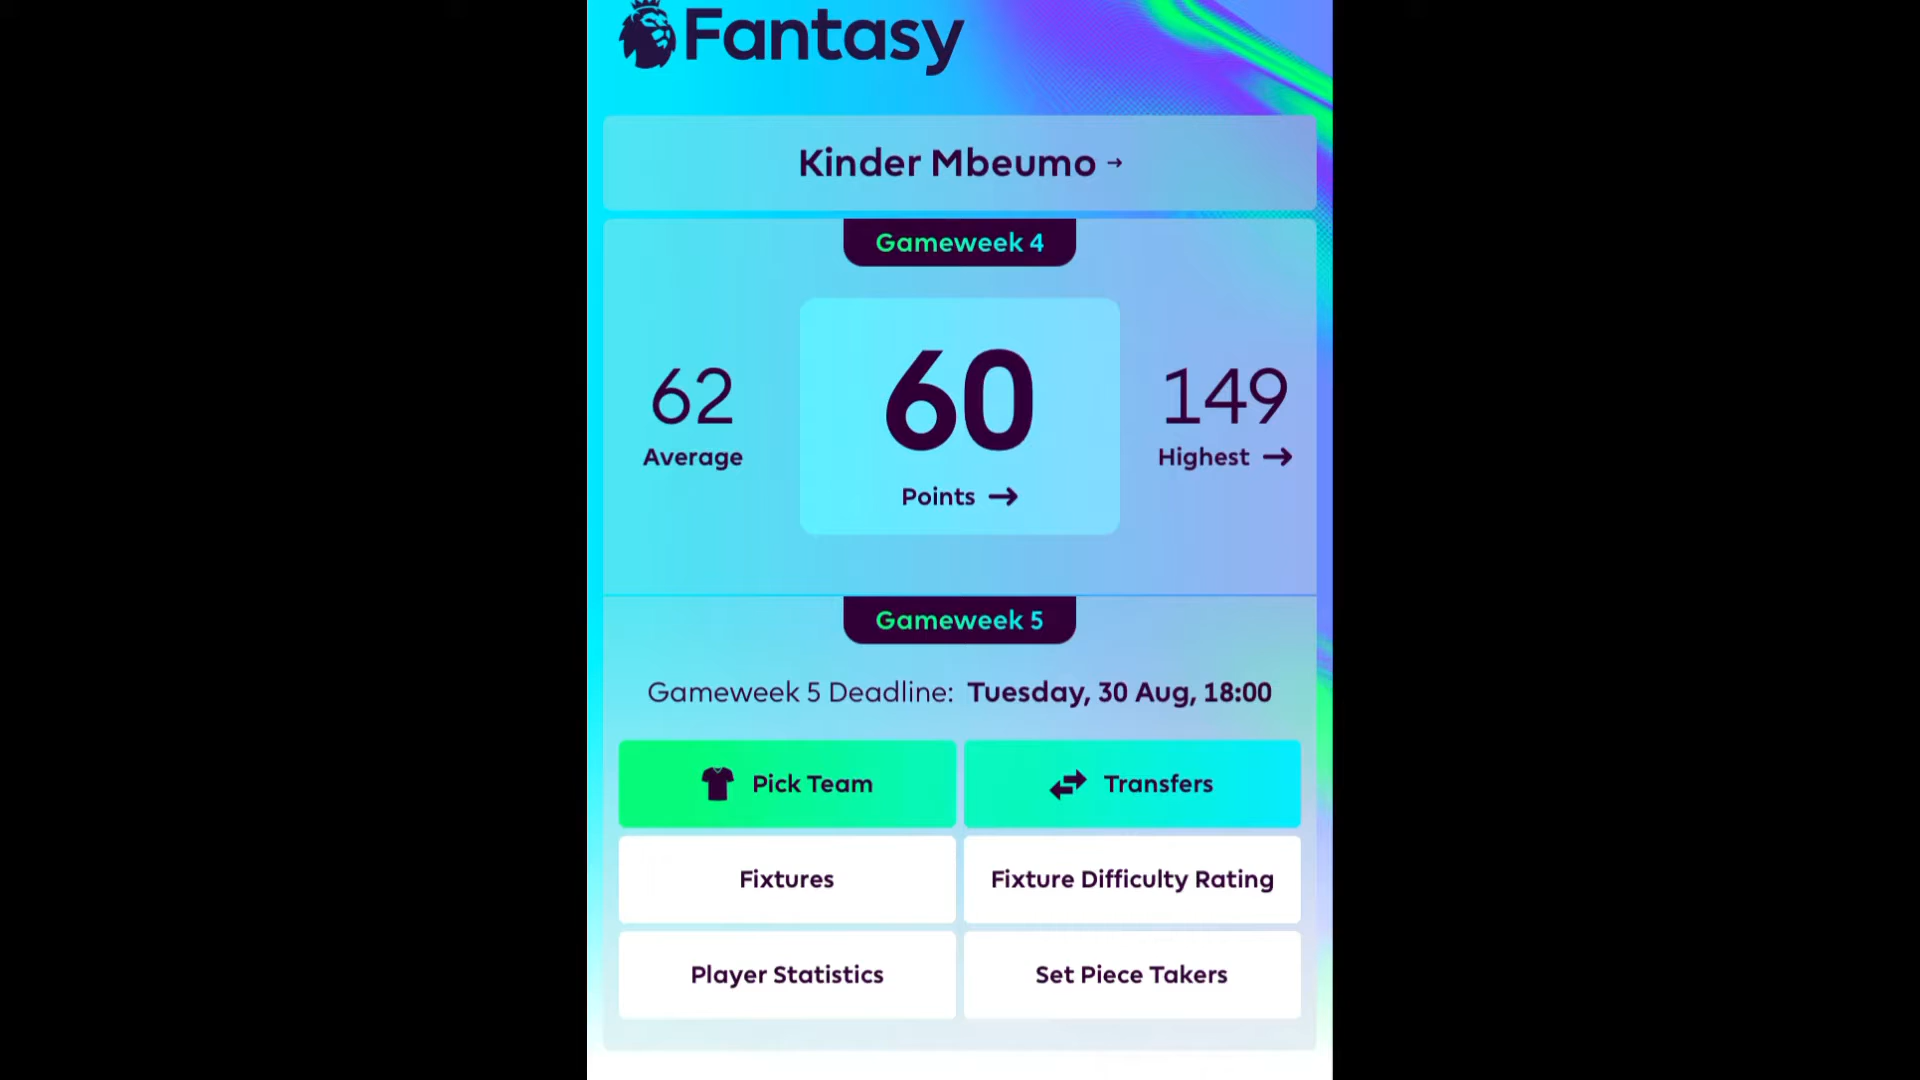 Fantasy
Kinder Mbeumo →
Gameweek 4
62
Average
60
Points →
149
Highest →
Gameweek 5
Gameweek 5 Deadline: Tuesday, 30 Aug, 18:00
Pick Team
Transfers
Fixtures
Fixture Difficulty Rating
Player Statistics
Set Piece Takers